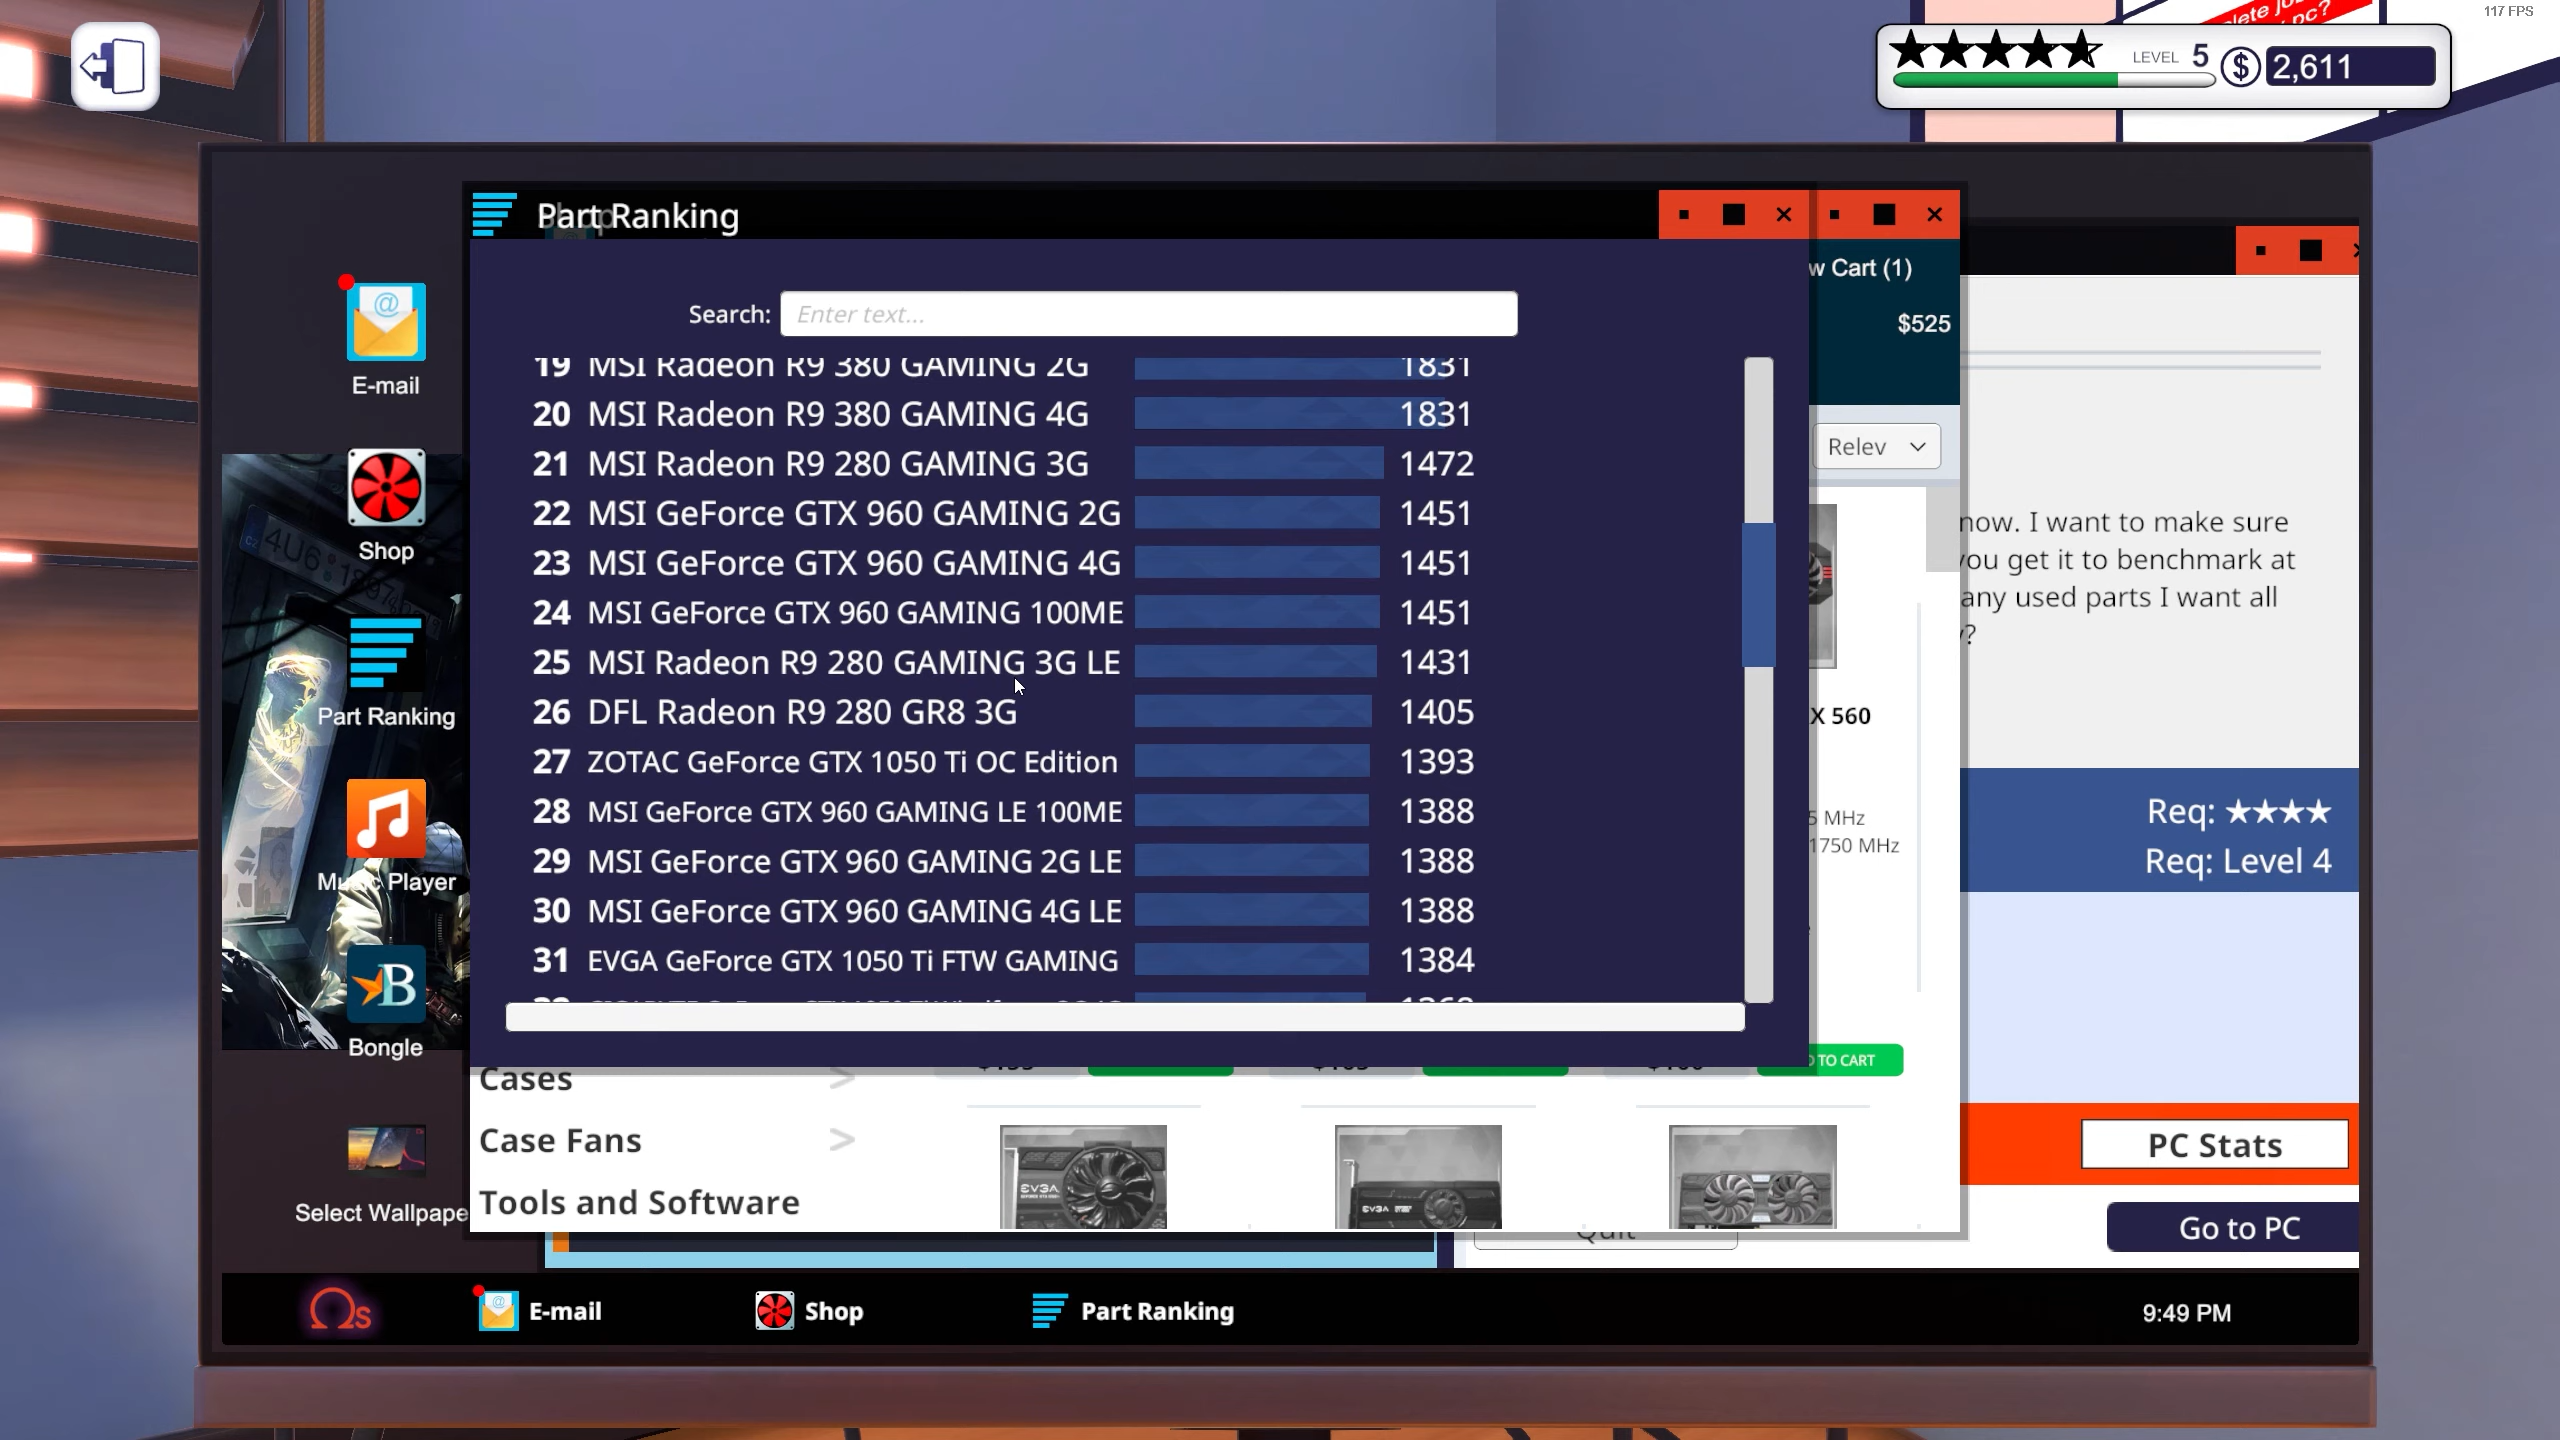 117 FPS
LEVEL 5 $ 2,611
Part Ranking
w Cart (1)
$525
Search: Enter text...
Relev
19 MSI Radeon R9 380 GAMING 2G 1831
20 MSI Radeon R9 380 GAMING 4G 1831
21 MSI Radeon R9 280 GAMING 3G 1472
22 MSI GeForce GTX 960 GAMING 2G 1451
23 MSI GeForce GTX 960 GAMING 4G 1451
24 MSI GeForce GTX 960 GAMING 100ME 1451
25 MSI Radeon R9 280 GAMING 3G LE 1431
26 DFL Radeon R9 280 GR8 3G 1405
27 ZOTAC GeForce GTX 1050 Ti OC Edition 1393
28 MSI GeForce GTX 960 GAMING LE 100ME 1388
29 MSI GeForce GTX 960 GAMING 2G LE 1388
30 MSI GeForce GTX 960 GAMING 4G LE 1388
31 EVGA GeForce GTX 1050 Ti FTW GAMING 1384
E-mail
Shop
Part Ranking
Music Player
Bongle
Select Wallpape
now. I want to make sure
you get it to benchmark at
any used parts I want all
X 560
5 MHz
1750 MHz
Req: ★★★★
Req: Level 4
TO CART
Cases >
Case Fans >
Tools and Software
EVGA
EVGA
PC Stats
Go to PC
Quit
Ωs
E-mail
Shop
Part Ranking
9:49 PM